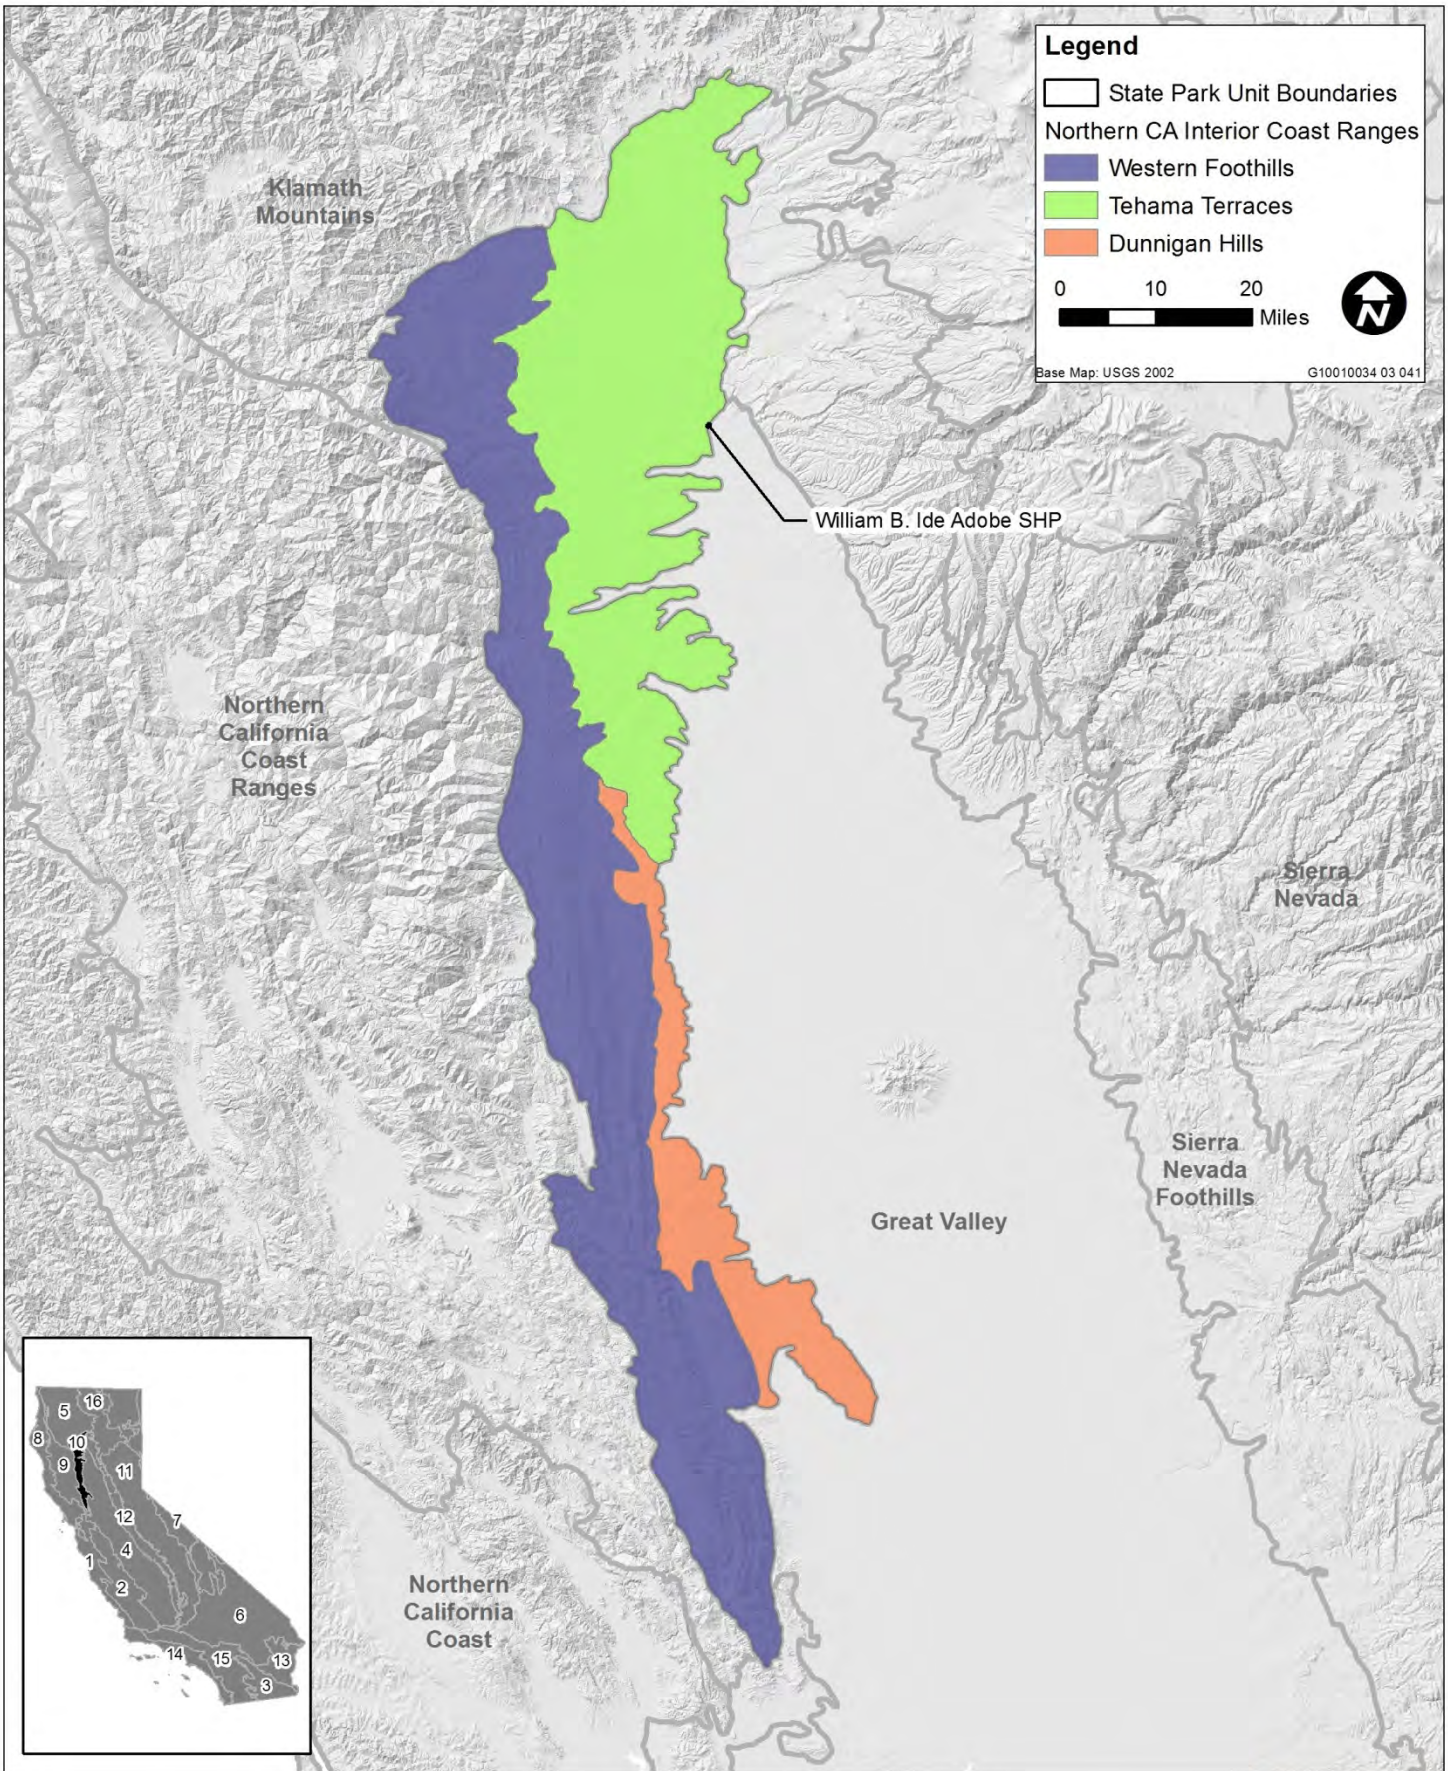 Legend
State Park Unit Boundaries
Northern CA Interior Coast Ranges
Western Foothills
Tehama Terraces
Dunnigan Hills
0 10 20
Miles
N
Base Map: USGS 2002 G10010034 03 041
Klamath
Mountains
William B. Ide Adobe SHP
Northern
California
Coast
Ranges
Sierra
Nevada
Sierra
Nevada
Foothills
Great Valley
Northern
California
Coast
16
5
8
10
9
11
12
7
4
1
2
6
14
15
13
3